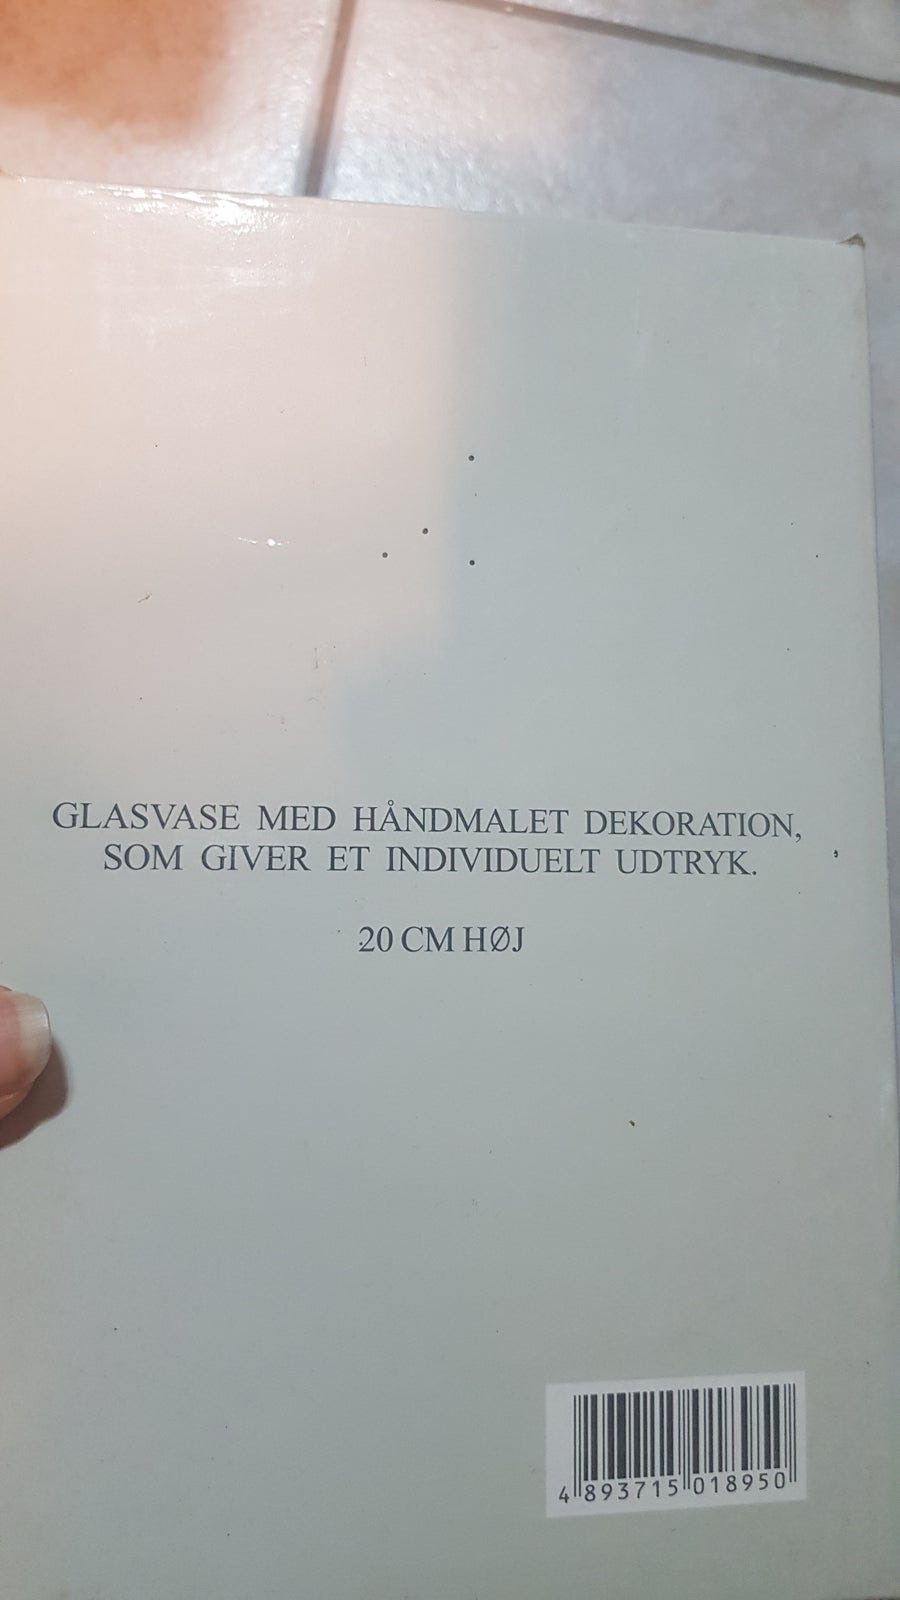 GLASVASE MED HÅNDMALET DEKORATION,
SOM GIVER ET INDIVIDUELT UDTRYK.
20 CM HØJ
4 893715 018950